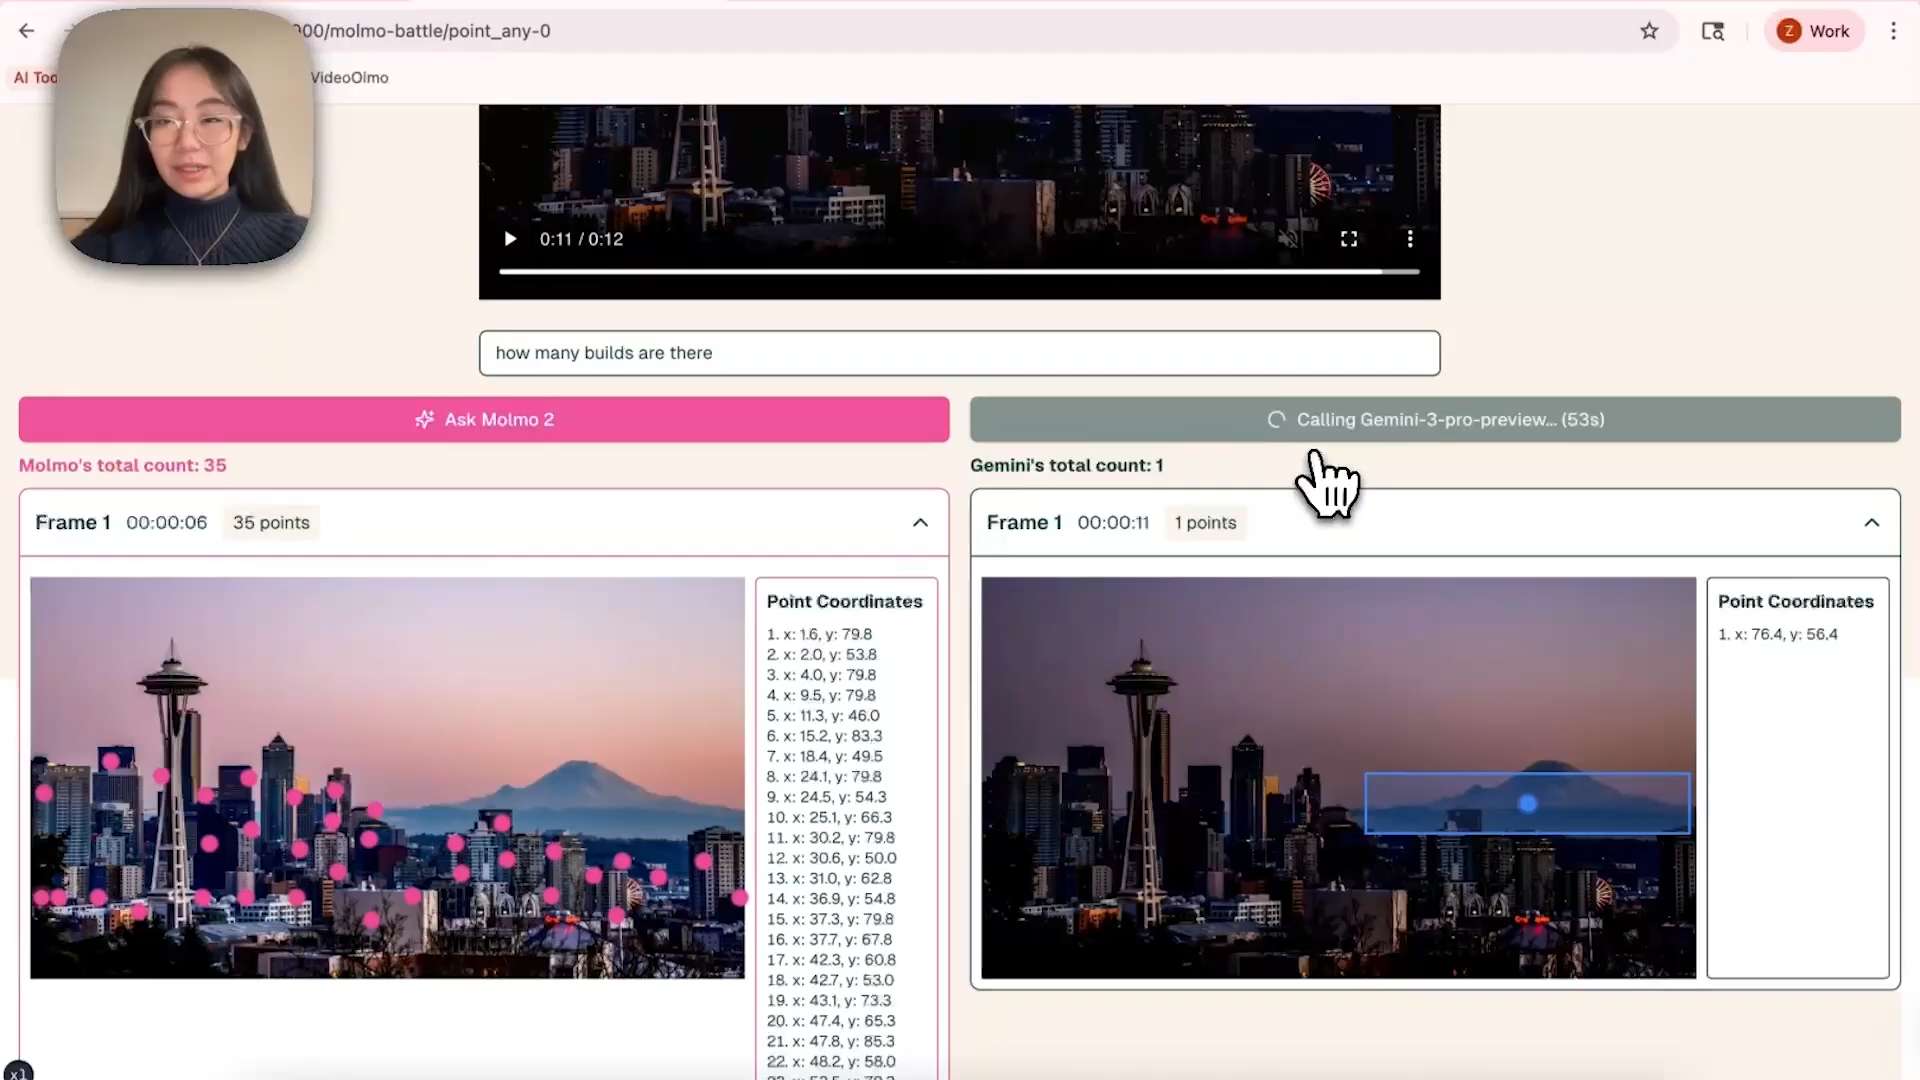 000/molmo-battle/point_any-0
Z Work
AI Too
VideoOlmo
0:11 / 0:12
how many builds are there
Ask Molmo 2
Calling Gemini-3-pro-preview... (53s)
Molmo's total count: 35
Gemini's total count: 1
Frame 1 00:00:06 35 points
Frame 1 00:00:11 1 points
Point Coordinates
1. x: 1.6, y: 79.8
2. x: 2.0, y: 53.8
3. x: 4.0, y: 79.8
4. x: 9.5, y: 79.8
5. x: 11.3, y: 46.0
6. x: 15.2, y: 83.3
7. x: 18.4, y: 49.5
8. x: 24.1, y: 79.8
9. x: 24.5, y: 54.3
10. x: 25.1, y: 66.3
11. x: 30.2, y: 79.8
12. x: 30.6, y: 50.0
13. x: 31.0, y: 62.8
14. x: 36.9, y: 54.8
15. x: 37.3, y: 79.8
16. x: 37.7, y: 67.8
17. x: 42.3, y: 60.8
18. x: 42.7, y: 53.0
19. x: 43.1, y: 73.3
20. x: 47.4, y: 65.3
21. x: 47.8, y: 85.3
22. x: 48.2, y: 58.0
Point Coordinates
1. x: 76.4, y: 56.4
x1